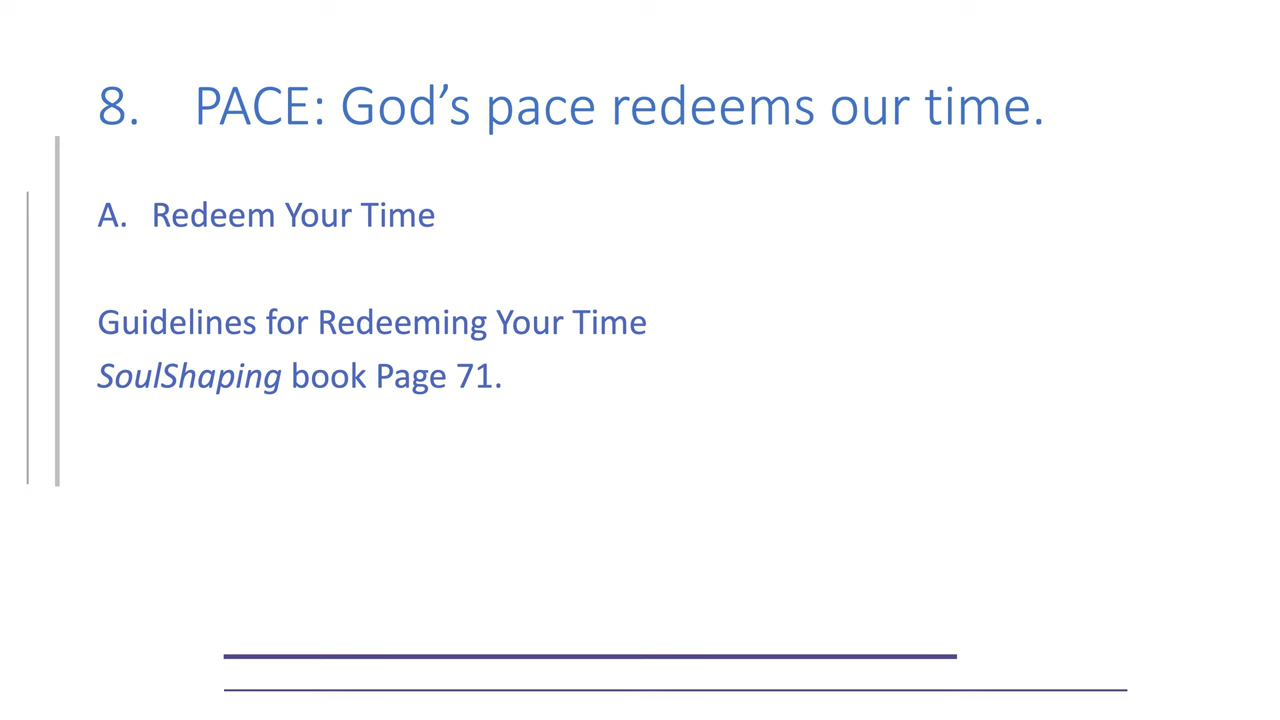 8. PACE: God’s pace redeems our time.
A. Redeem Your Time
Guidelines for Redeeming Your Time
SoulShaping book Page 71.